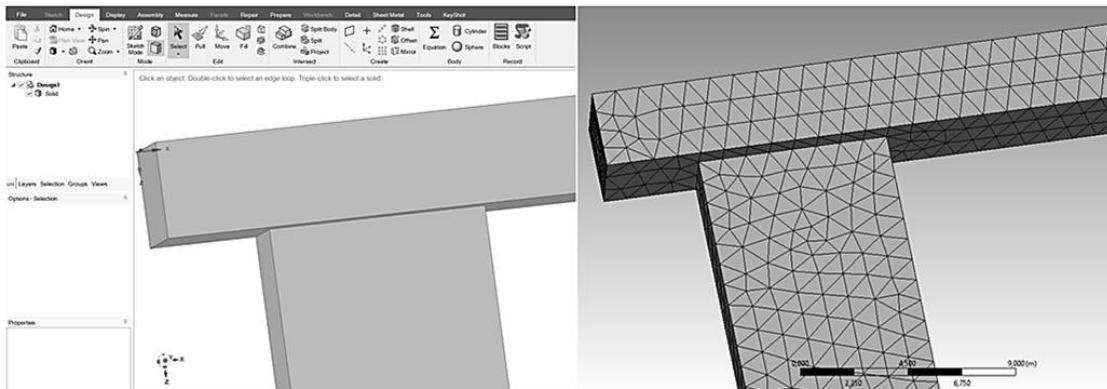 File Sketch Design Display Assembly Measure Facets Repair Prepare Workbench Detail Sheet Metal Tools KeyShot
Home Spin Split Body Shell Cylinder
Plan View Pan Split Offset Sphere
Paste Zoom Sketch Mode Select Pull Move Fill Combine Project Mirror Equation Blocks Script
Clipboard Orient Mode Edit Intersect Create Body Record
Structure
Click an object. Double-click to select an edge loop. Triple-click to select a solid.
Design1
Solid
X
Z
Layers Selection Groups Views
Options - Selection
Properties
Y X
Z
0,000 4,500 9,000 (m)
2,250 6,750